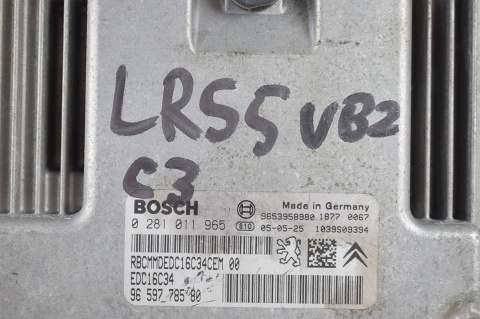 LRS5 VB2
C3
BOSCH Made in Germany
9653958980 1877 0067
0 281 011 965 810 05-05-25 1039S09394
RBCMMDEDC16C34CEM 00
EDC16C34
96 597 785 80